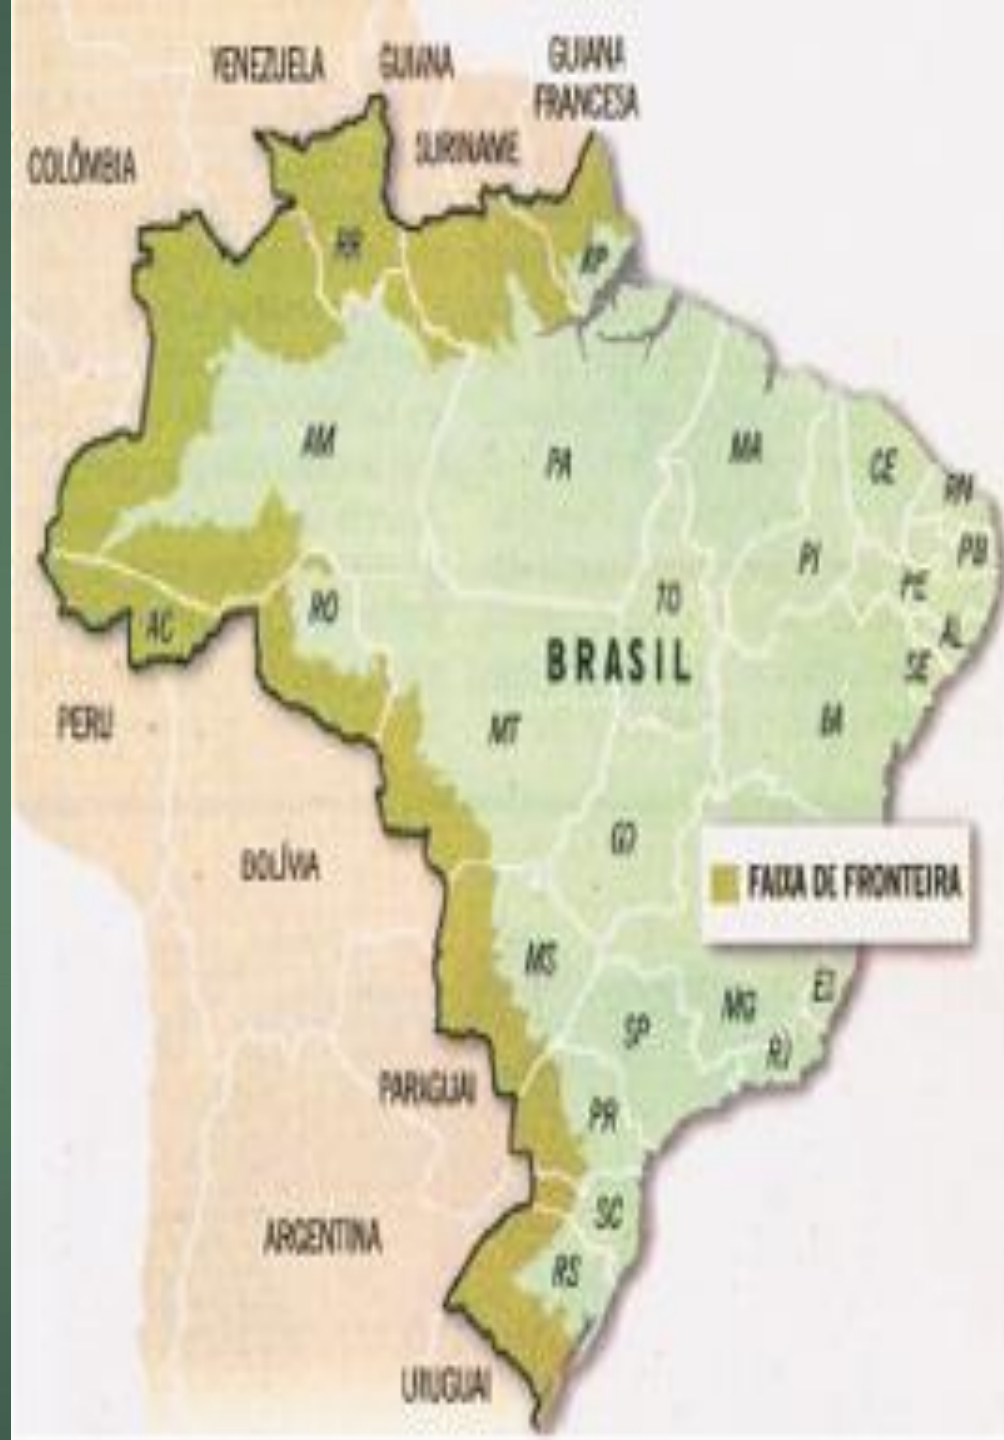 VENEZUELA
GUIANA
GUIANA
FRANCESA
COLÔMBIA
SURINAME
RR
AP
AM
PA
MA
CE
RN
PB
PI
PE
AL
SE
TO
RO
AC
BRASIL
PERU
MT
BA
BOLÍVIA
GO
FAIXA DE FRONTEIRA
MS
ES
MG
SP
RJ
PARAGUAI
PR
SC
ARGENTINA
RS
URUGUAI